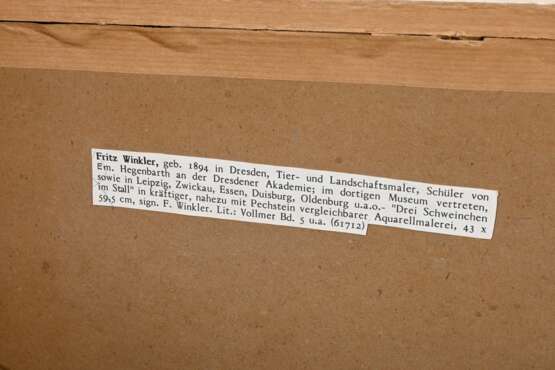 Fritz Winkler, geb. 1894 in Dresden, Tier- und Landschaftsmaler, Schüler von
Em. Hegenbarth an der Dresdener Akademie; im dortigen Museum vertreten,
sowie in Leipzig, Zwickau, Essen, Duisburg, Oldenburg u.a.o.- "Drei Schweinchen
im Stall" in kräftiger, nahezu mit Pechstein vergleichbarer Aquarellmalerei, 43 x
59,5 cm, sign. F. Winkler. Lit.: Vollmer Bd. 5 u.a. (61712)